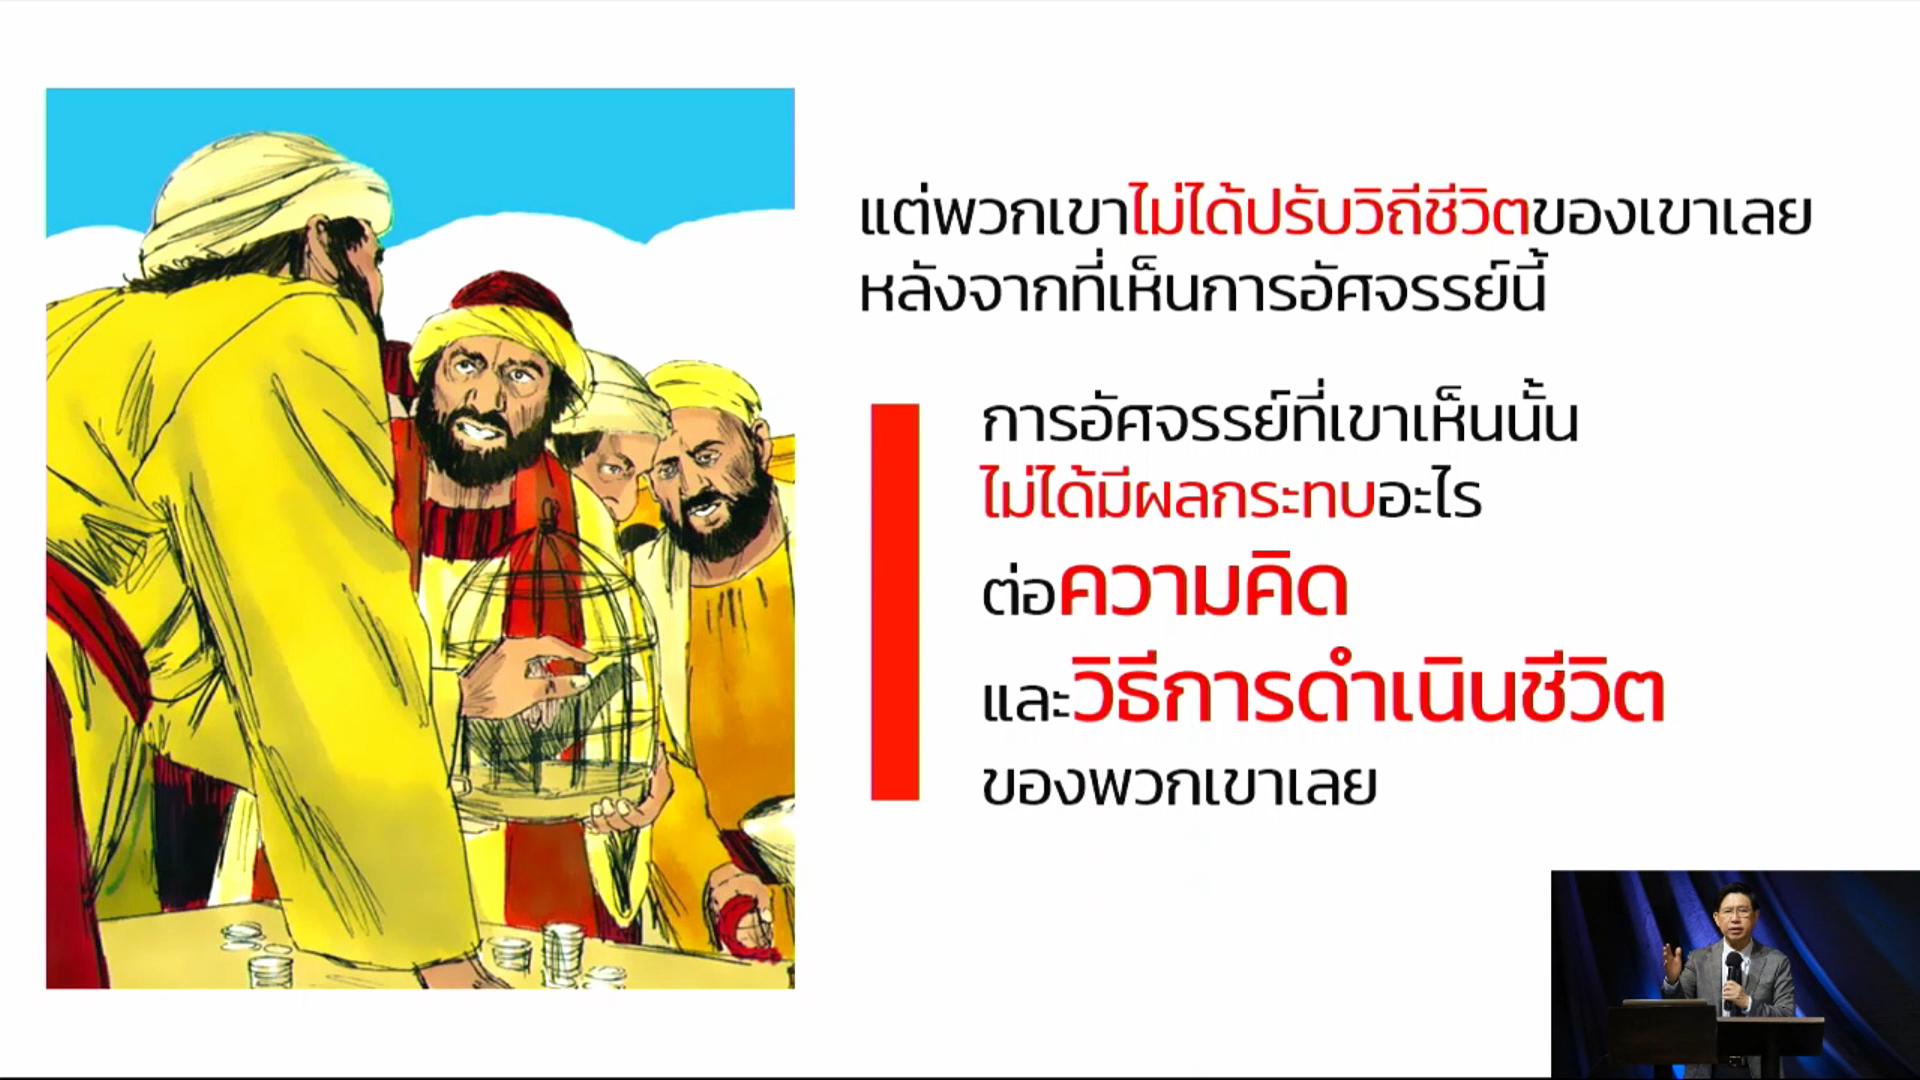 แต่พวกเขาไม่ได้ปรับวิถีชีวิตของเขาเลย
หลังจากที่เห็นการอัศจรรย์นี้
การอัศจรรย์ที่เขาเห็นนั้น
ไม่ได้มีผลกระทบอะไร
ต่อความคิด
และวิธีการดำเนินชีวิต
ของพวกเขาเลย